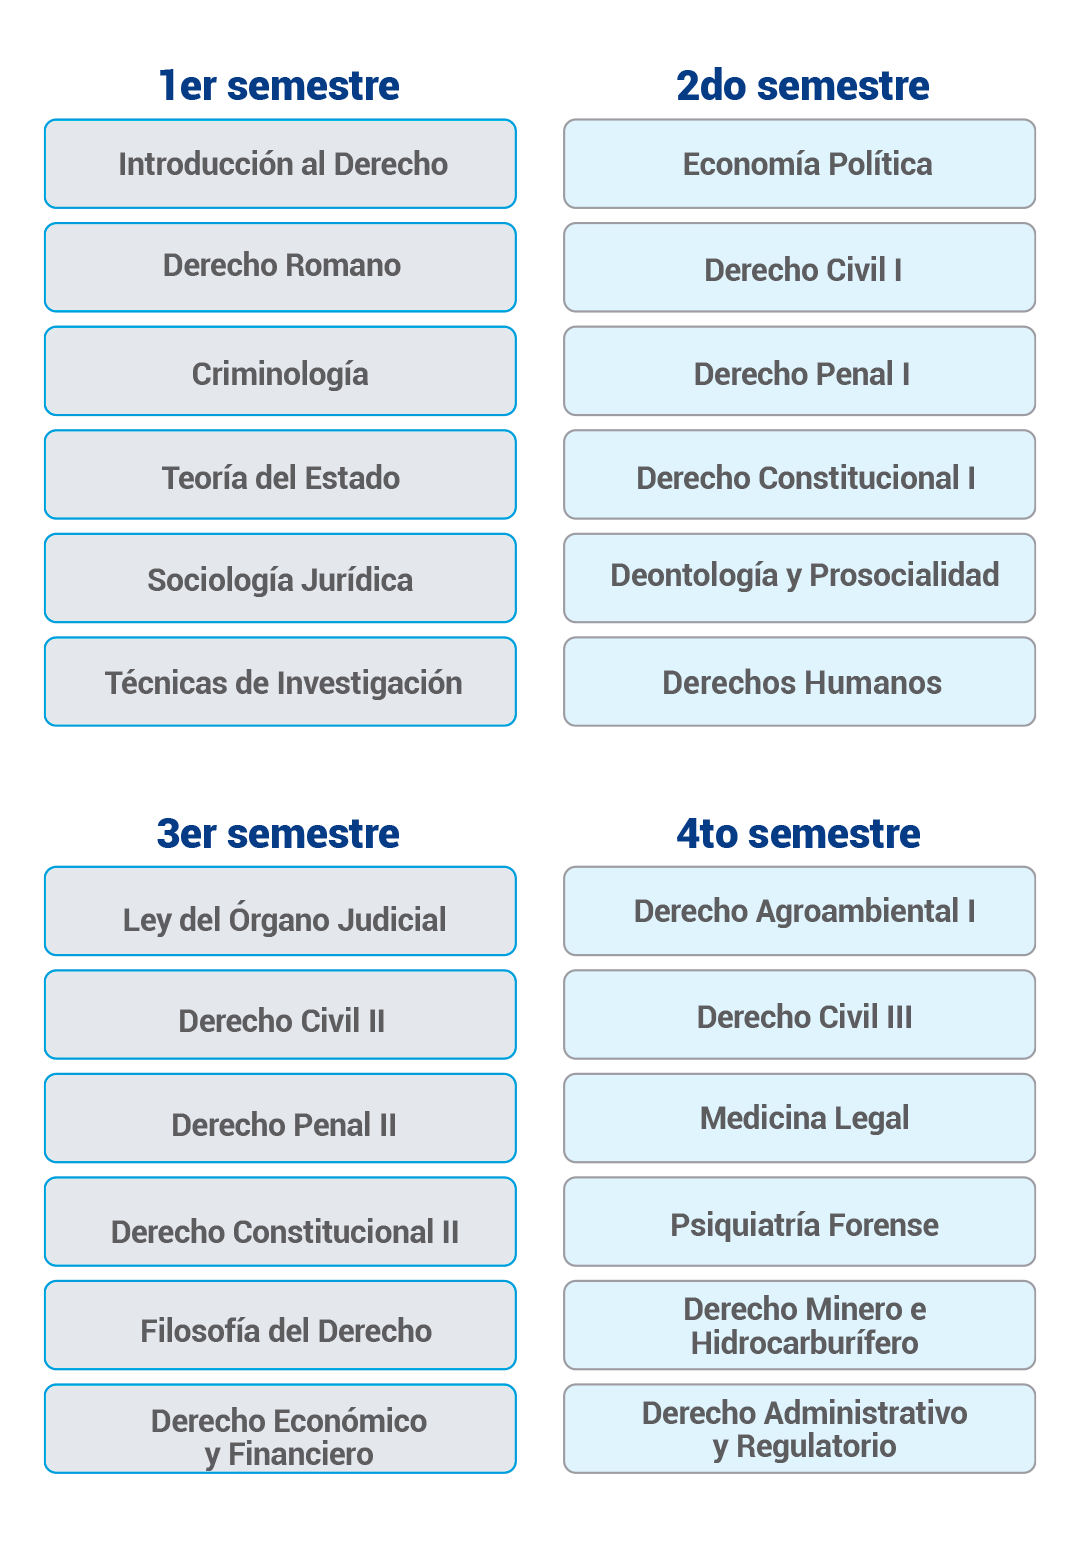 1er semestre
Introducción al Derecho
Derecho Romano
Criminología
Teoría del Estado
Sociología Jurídica
Técnicas de Investigación
2do semestre
Economía Política
Derecho Civil I
Derecho Penal I
Derecho Constitucional I
Deontología y Prosocialidad
Derechos Humanos
3er semestre
Ley del Órgano Judicial
Derecho Civil II
Derecho Penal II
Derecho Constitucional II
Filosofía del Derecho
Derecho Económico
y Financiero
4to semestre
Derecho Agroambiental I
Derecho Civil III
Medicina Legal
Psiquiatría Forense
Derecho Minero e
Hidrocarburífero
Derecho Administrativo
y Regulatorio